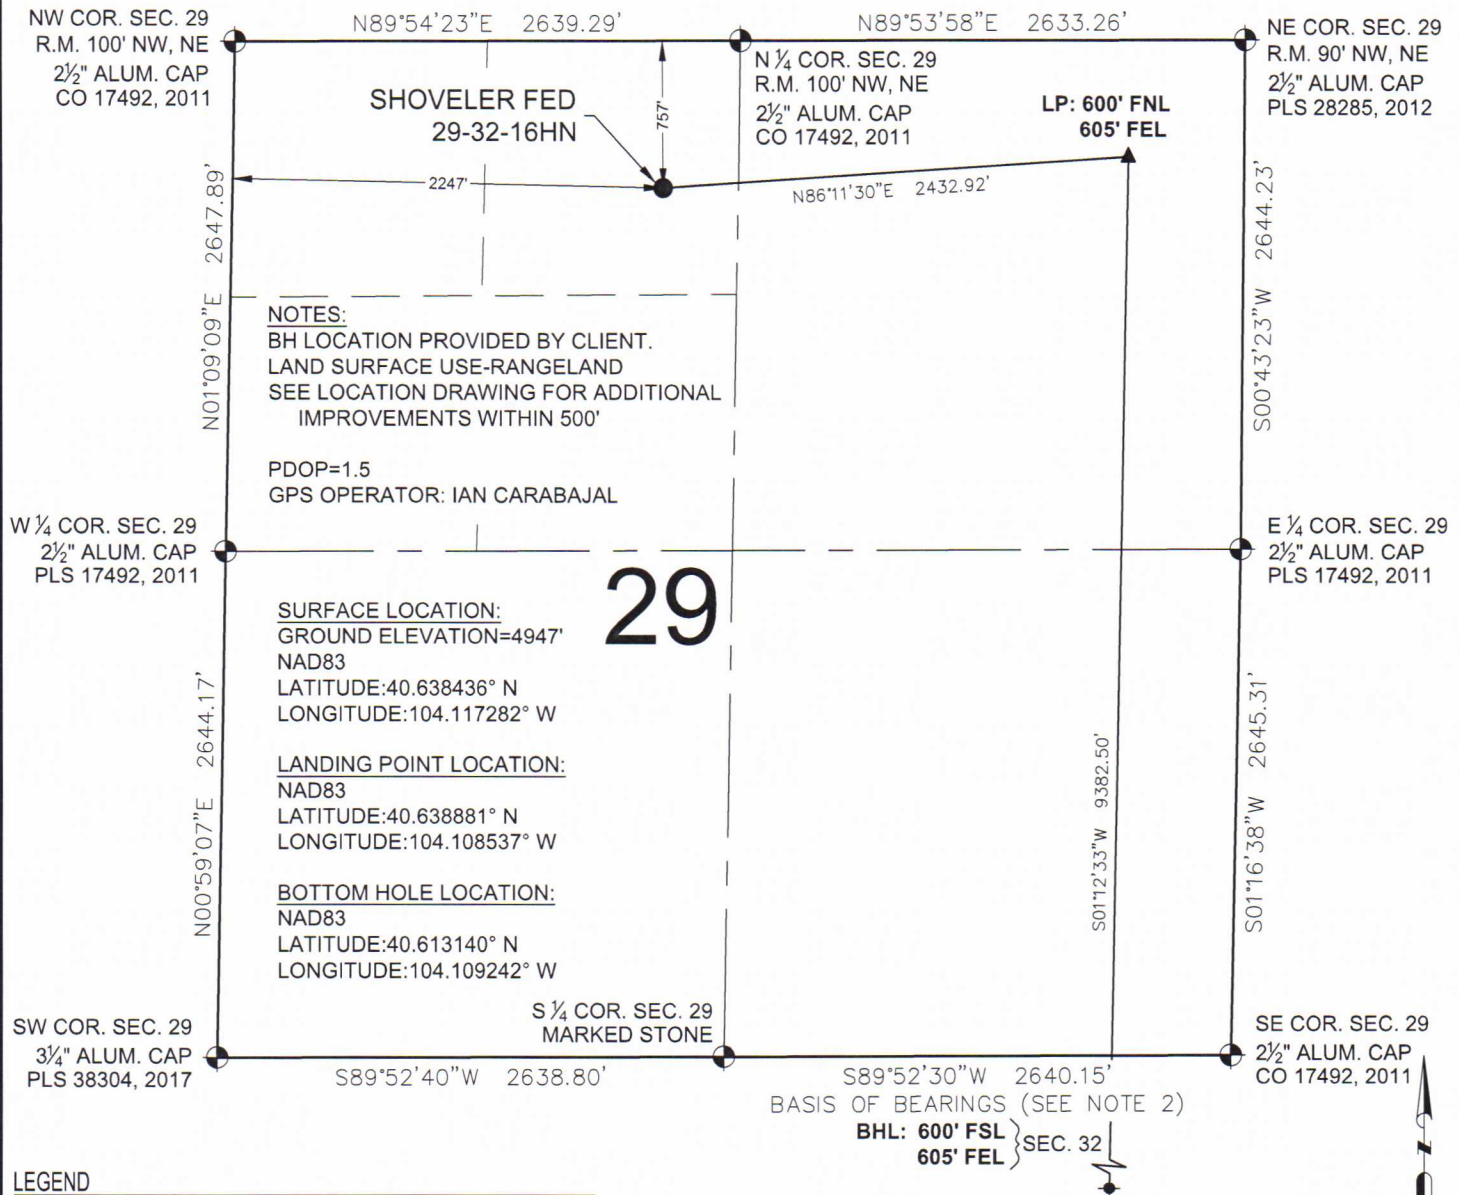 N89°54'23"E 2639.29'
N89°53'58"E 2633.26'
NW COR. SEC. 29
R.M. 100' NW, NE
2½" ALUM. CAP
CO 17492, 2011
N ¼ COR. SEC. 29
R.M. 100' NW, NE
2½" ALUM. CAP
CO 17492, 2011
NE COR. SEC. 29
R.M. 90' NW, NE
2½" ALUM. CAP
PLS 28285, 2012
SHOVELER FED
29-32-16HN
757'
LP: 600' FNL
605' FEL
2247'
N86°11'30"E 2432.92'
N01°09'09"E 2647.89'
S00°43'23"W 2644.23'
NOTES:
BH LOCATION PROVIDED BY CLIENT.
LAND SURFACE USE-RANGELAND
SEE LOCATION DRAWING FOR ADDITIONAL
IMPROVEMENTS WITHIN 500'
PDOP=1.5
GPS OPERATOR: IAN CARABAJAL
W ¼ COR. SEC. 29
2½" ALUM. CAP
PLS 17492, 2011
E ¼ COR. SEC. 29
2½" ALUM. CAP
PLS 17492, 2011
29
SURFACE LOCATION:
GROUND ELEVATION=4947'
NAD83
LATITUDE:40.638436° N
LONGITUDE:104.117282° W
LANDING POINT LOCATION:
NAD83
LATITUDE:40.638881° N
LONGITUDE:104.108537° W
BOTTOM HOLE LOCATION:
NAD83
LATITUDE:40.613140° N
LONGITUDE:104.109242° W
N00°59'07"E 2644.17'
S01°12'33"W 9382.50'
S01°16'38"W 2645.31'
SW COR. SEC. 29
3¼" ALUM. CAP
PLS 38304, 2017
S ¼ COR. SEC. 29
MARKED STONE
SE COR. SEC. 29
2½" ALUM. CAP
CO 17492, 2011
S89°52'40"W 2638.80'
S89°52'30"W 2640.15'
BASIS OF BEARINGS (SEE NOTE 2)
BHL: 600' FSL
605' FEL
SEC. 32
LEGEND